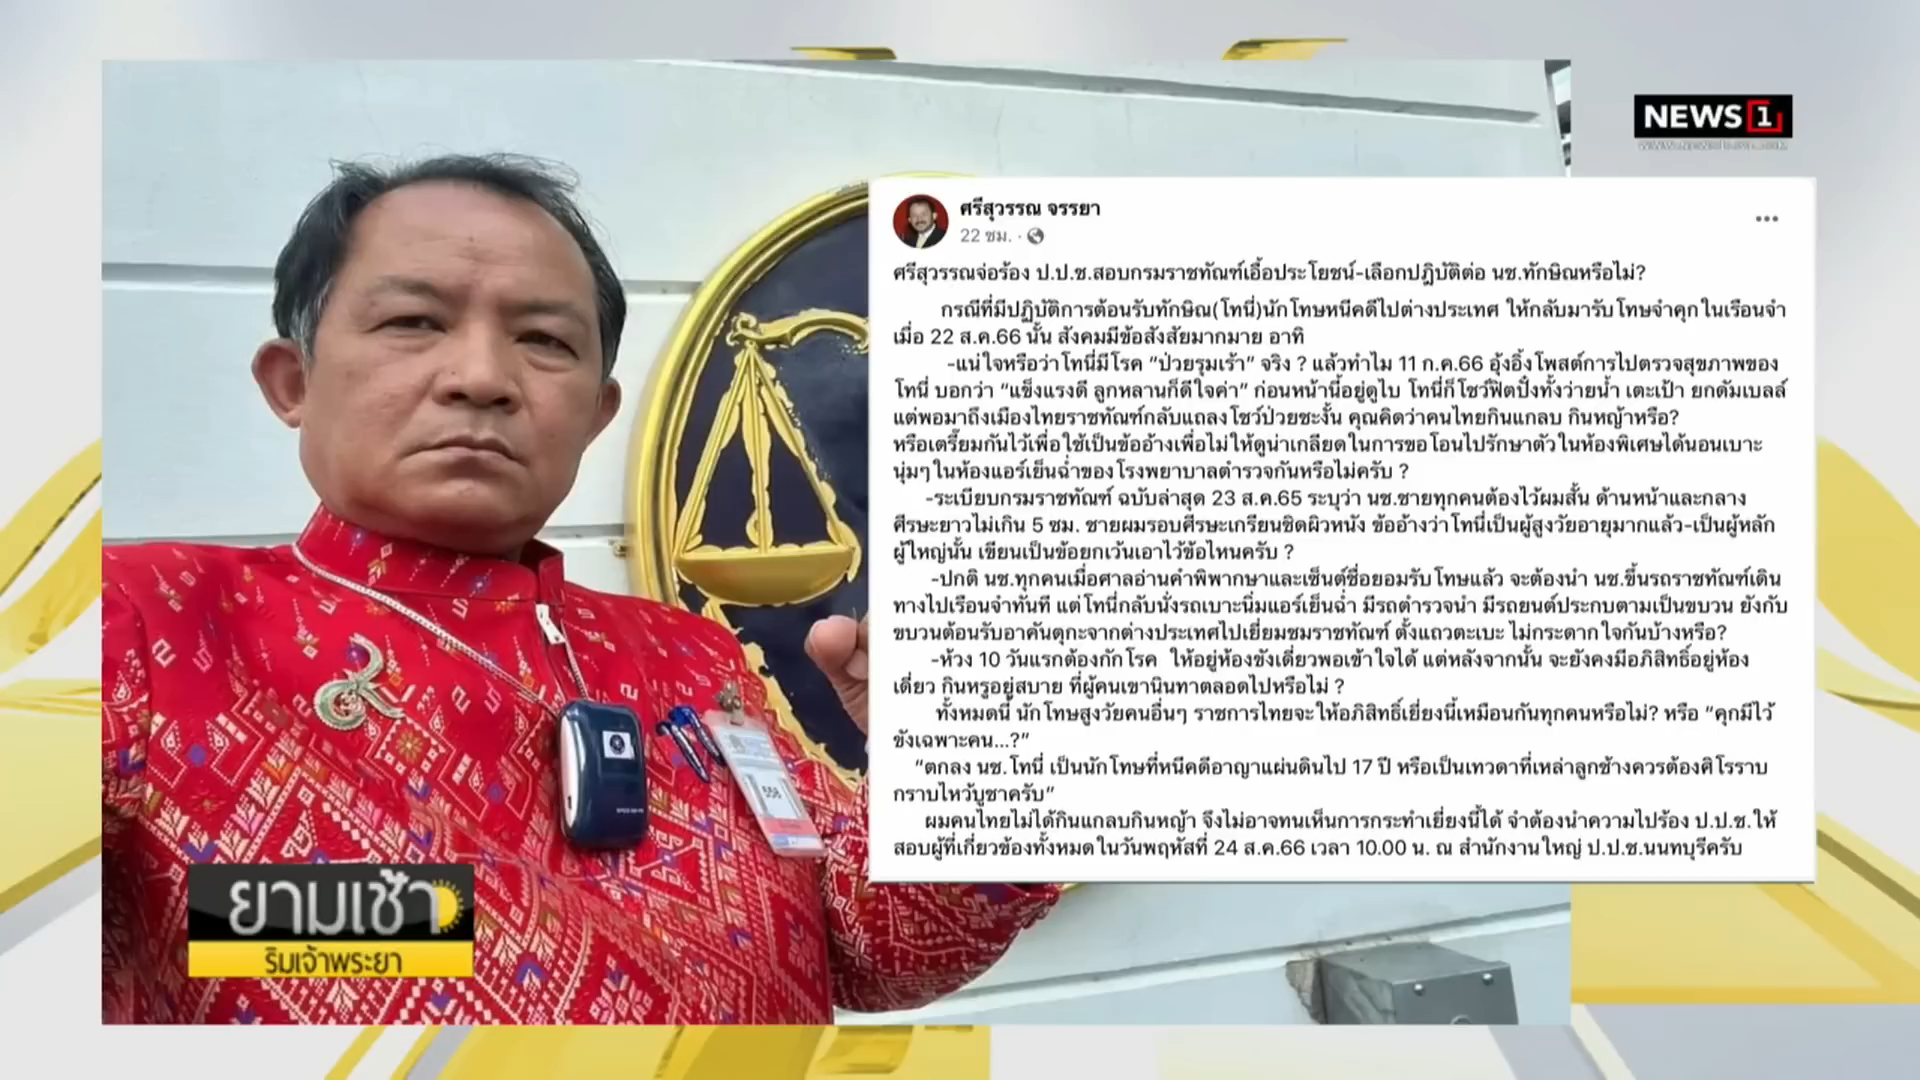 NEWS 1
ศรีสุวรรณ จรรยา
22 ชม.
ศรีสุวรรณจ่อร้อง ป.ป.ช.สอบกรมราชทัณฑ์เอื้อประโยชน์-เลือกปฎิบัติต่อ นช.ทักษิณหรือไม่?
กรณีที่มีปฏิบัติการต้อนรับทักษิณ(โทนี่)นักโทษหนีคดีไปต่างประเทศ ให้กลับมารับโทษจำคุกในเรือนจำ
เมื่อ 22 ส.ค.66 นั้น สังคมมีข้อสังสัยมากมาย อาทิ
-แน่ใจหรือว่าโทนี่มีโรค “ป่วยรุมเร้า” จริง ? แล้วทำไม 11 ก.ค.66 อุ้งอิ้งโพสต์การไปตรวจสุขภาพของ
โทนี่ บอกว่า “แข็งแรงดี ลูกหลานก็ดีใจค่า” ก่อนหน้านี้อยู่ดูไบ โทนี่ก็โชว์ฟิตปั๋งทั้งว่ายน้ำ เตะเป้า ยกดัมเบลล์
แต่พอมาถึงเมืองไทยราชทัณฑ์กลับแถลงโชว์ป่วยซะงั้น คุณคิดว่าคนไทยกินแกลบ กินหญ้าหรือ?
หรือเตรี๊ยมกันไว้เพื่อใช้เป็นข้ออ้างเพื่อไม่ให้ดูน่าเกลียดในการขอโอนไปรักษาตัวในห้องพิเศษได้นอนเบาะ
นุ่มๆในห้องแอร์เย็นฉ่ำของโรงพยาบาลตำรวจกันหรือไม่ครับ ?
-ระเบียบกรมราชทัณฑ์ ฉบับล่าสุด 23 ส.ค.65 ระบุว่า นช.ชายทุกคนต้องไว้ผมสั้น ด้านหน้าและกลาง
ศีรษะยาวไม่เกิน 5 ซม. ชายผมรอบศีรษะเกรียนชิดผิวหนัง ข้ออ้างว่าโทนี่เป็นผู้สูงวัยอายุมากแล้ว-เป็นผู้หลัก
ผู้ใหญ่นั้น เขียนเป็นข้อยกเว้นเอาไว้ข้อไหนครับ ?
-ปกติ นช.ทุกคนเมื่อศาลอ่านคำพิพากษาและเซ็นต์ชื่อยอมรับโทษแล้ว จะต้องนำ นช.ขึ้นรถราชทัณฑ์เดิน
ทางไปเรือนจำทันที แต่โทนี่กลับนั่งรถเบาะนิ่มแอร์เย็นฉ่ำ มีรถตำรวจนำ มีรถยนต์ประกบตามเป็นขบวน ยังกับ
ขบวนต้อนรับอาคันตุกะจากต่างประเทศไปเยี่ยมชมราชทัณฑ์ ตั้งแถวตะเบะ ไม่กระดากใจกันบ้างหรือ?
-ห้วง 10 วันแรกต้องกักโรค ให้อยู่ห้องขังเดี่ยวพอเข้าใจได้ แต่หลังจากนั้น จะยังคงมีอภิสิทธิ์อยู่ห้อง
เดี่ยว กินหรูอยู่สบาย ที่ผู้คนเขานินทาตลอดไปหรือไม่ ?
ทั้งหมดนี้ นักโทษสูงวัยคนอื่นๆ ราชการไทยจะให้อภิสิทธิ์เยี่ยงนี้เหมือนกันทุกคนหรือไม่? หรือ “คุกมีไว้
ขังเฉพาะคน...?”
“ตกลง นช.โทนี่ เป็นนักโทษที่หนีคดีอาญาแผ่นดินไป 17 ปี หรือเป็นเทวดาที่เหล่าลูกช้างควรต้องศิโรราบ
กราบไหว้บูชาครับ”
ผมคนไทยไม่ได้กินแกลบกินหญ้า จึงไม่อาจทนเห็นการกระทำเยี่ยงนี้ได้ จำต้องนำความไปร้อง ป.ป.ช.ให้
สอบผู้ที่เกี่ยวข้องทั้งหมดในวันพฤหัสที่ 24 ส.ค.66 เวลา 10.00 น. ณ สำนักงานใหญ่ ป.ป.ช.นนทบุรีครับ
558
ยามเช้า
ริมเจ้าพระยา